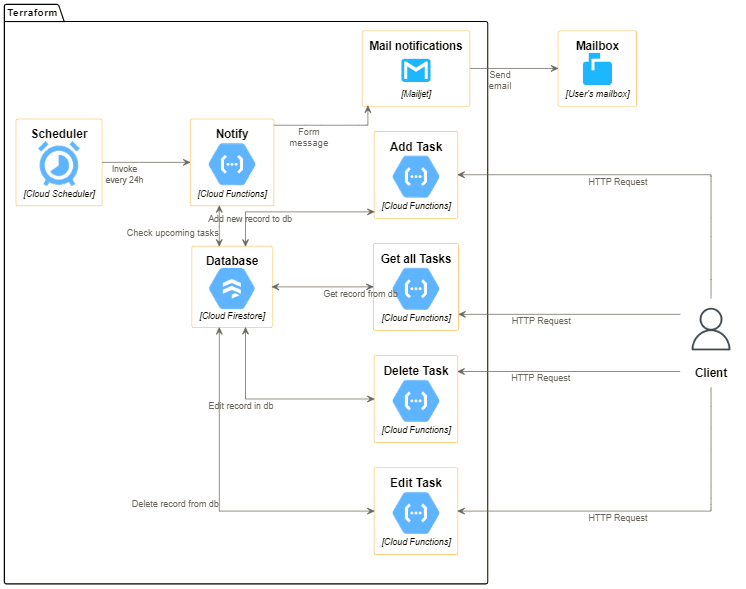 Terraform
Mail notifications
[Mailjet]
Send
email
Mailbox
[User's mailbox]
Scheduler
[Cloud Scheduler]
Invoke
every 24h
Notify
[Cloud Functions]
Form
message
Add Task
[Cloud Functions]
HTTP Request
Add new record to db
Check upcoming tasks
Database
[Cloud Firestore]
Get all Tasks
[Cloud Functions]
Get record from db
HTTP Request
Client
Delete Task
[Cloud Functions]
HTTP Request
Edit record in db
Edit Task
[Cloud Functions]
Delete record from db
HTTP Request